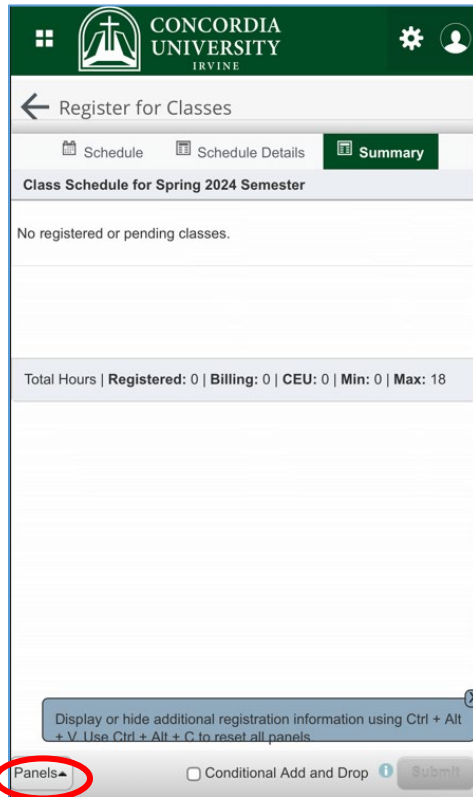 CONCORDIA
UNIVERSITY
IRVINE
Register for Classes
Schedule Schedule Details Summary
Class Schedule for Spring 2024 Semester
No registered or pending classes.
Total Hours | Registered: 0 | Billing: 0 | CEU: 0 | Min: 0 | Max: 18
Display or hide additional registration information using Ctrl + Alt
+ V. Use Ctrl + Alt + C to reset all panels.
Panels Conditional Add and Drop Submit